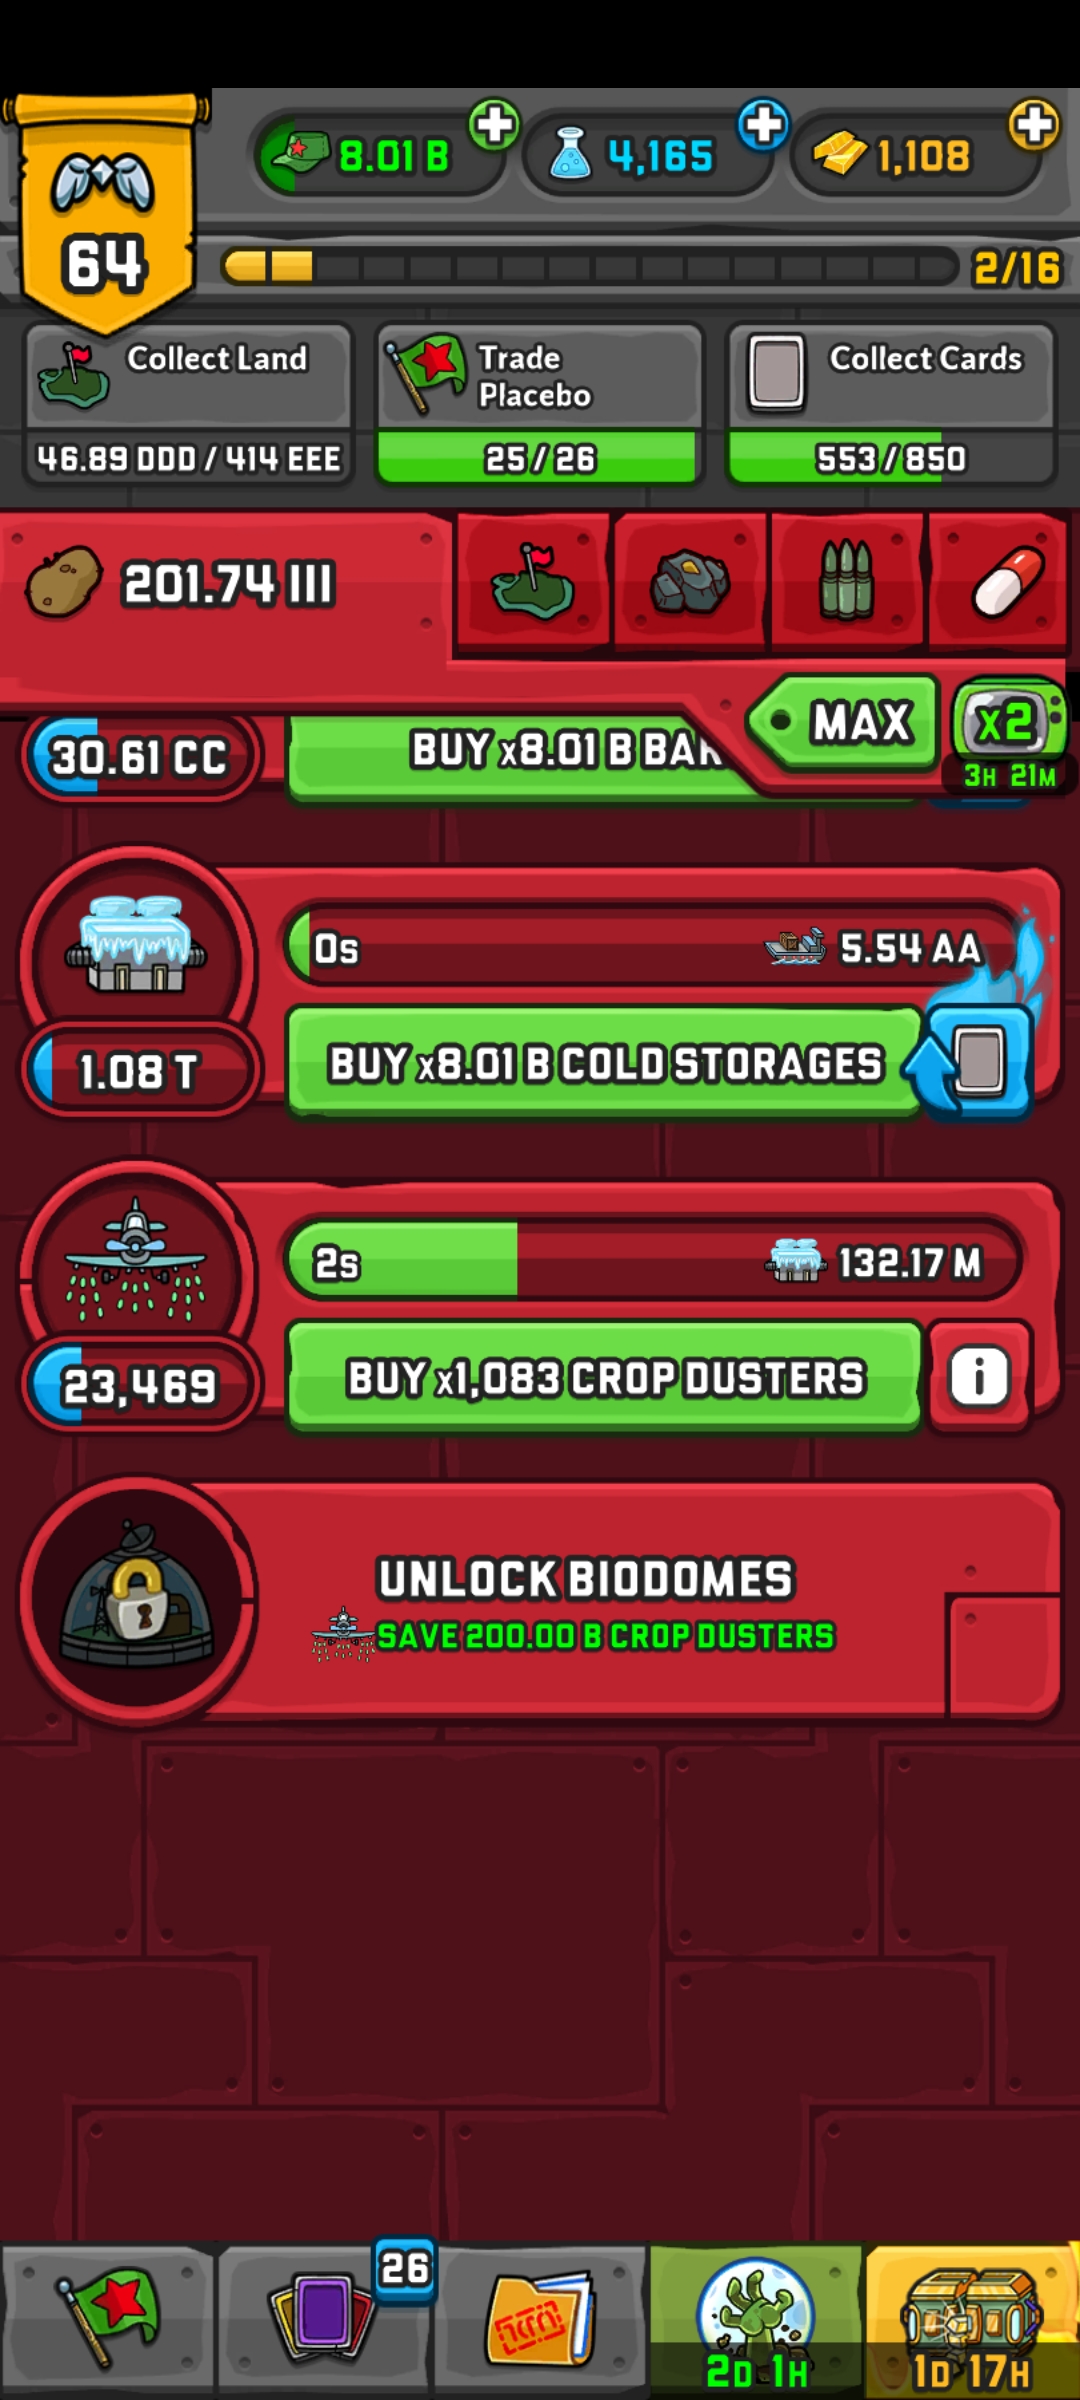 8.01 B
4,165
1,108
64
2/16
Collect Land
46.89 DDD / 414 EEE
Trade
Placebo
25 / 26
Collect Cards
553 / 850
201.74 III
MAX
X2
3H 21M
30.61 CC
BUY x8.01 B BAR
0s
5.54 AA
1.08 T
BUY x8.01 B COLD STORAGES
2s
132.17 M
23,469
BUY x1,083 CROP DUSTERS
i
UNLOCK BIODOMES
SAVE 200.00 B CROP DUSTERS
26
2D 1H
1D 17H